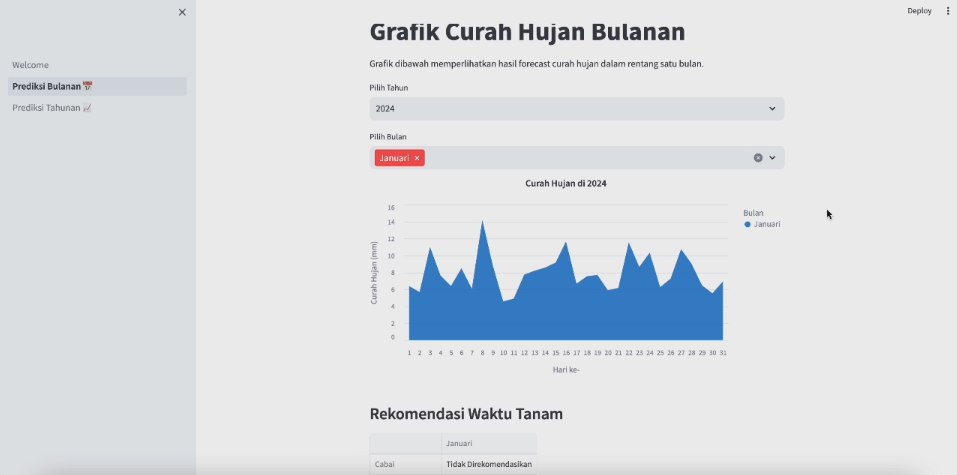 Deploy
Welcome
Prediksi Bulanan 📅
Prediksi Tahunan 📈
Grafik Curah Hujan Bulanan
Grafik dibawah memperlihatkan hasil forecast curah hujan dalam rentang satu bulan.
Pilih Tahun
2024
Pilih Bulan
Januari
Curah Hujan di 2024
Curah Hujan (mm)
16
14
12
10
8
6
4
2
0
1 2 3 4 5 6 7 8 9 10 11 12 13 14 15 16 17 18 19 20 21 22 23 24 25 26 27 28 29 30 31
Hari ke-
Bulan
Januari
Rekomendasi Waktu Tanam
Januari
Cabai Tidak Direkomendasikan